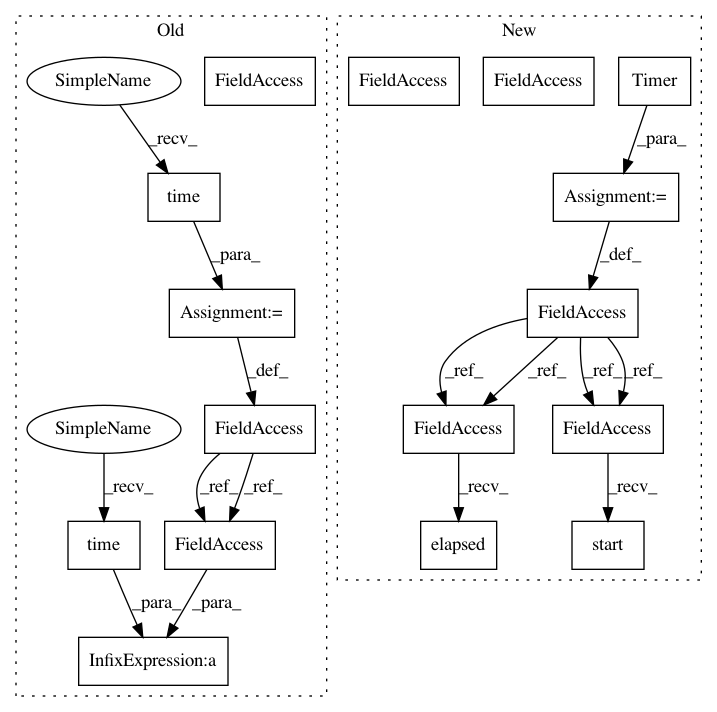 Old
New
SimpleName
FieldAccess
FieldAccess
FieldAccess
Timer
_recv_
_para_
time
Assignment:=
_para_
_def_
Assignment:=
FieldAccess
_def_
_ref_
_ref_
_ref_
_ref_
SimpleName
FieldAccess
FieldAccess
FieldAccess
_recv_
_ref_
_ref_
_recv_
_recv_
time
FieldAccess
elapsed
start
_para_
_para_
InfixExpression:a